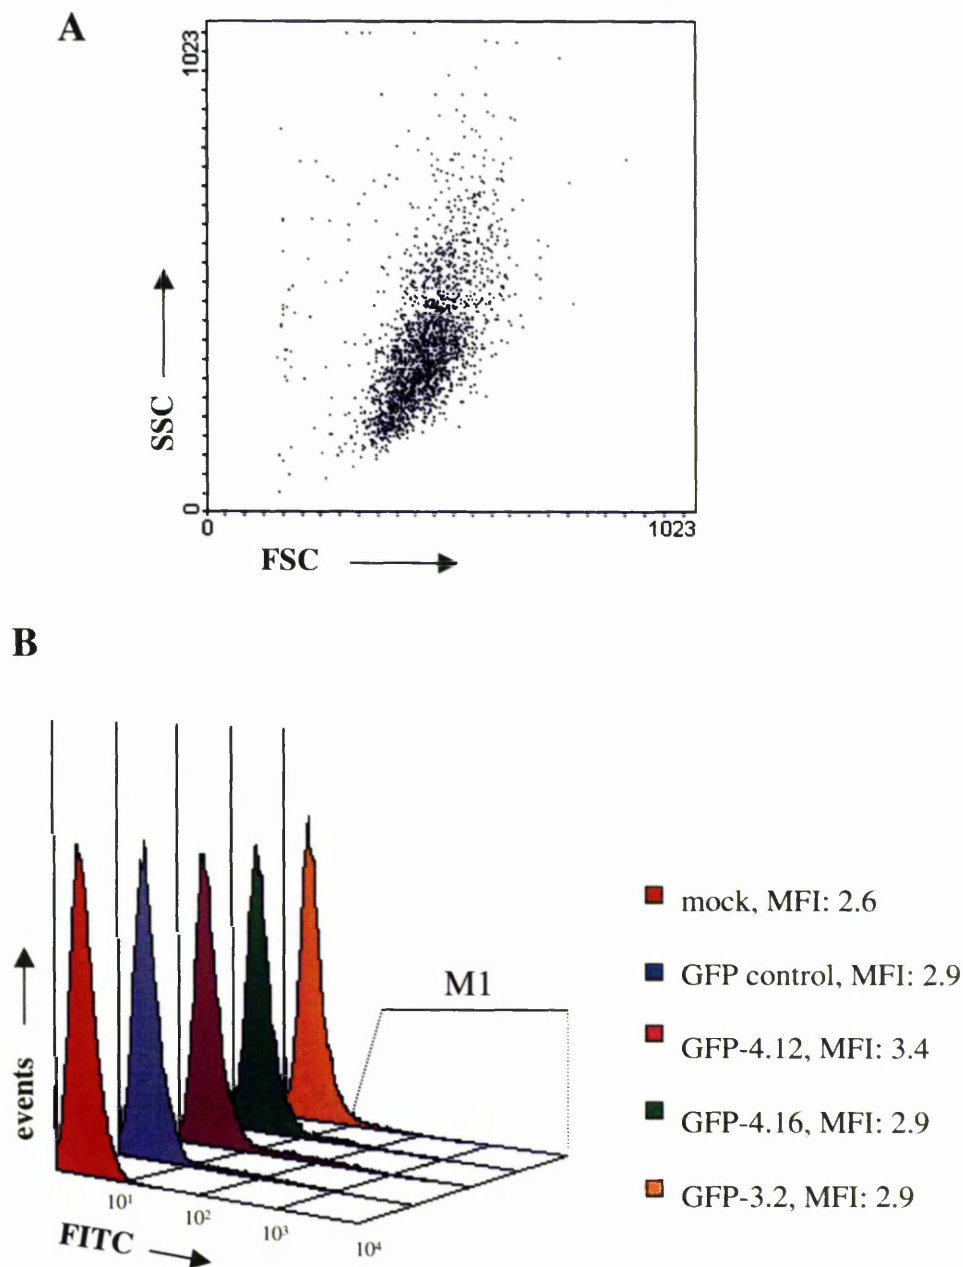 A
1023
SSC
0
0
1023
FSC
B
M1
events
10¹
10²
10³
10⁴
FITC
mock, MFI: 2.6
GFP control, MFI: 2.9
GFP-4.12, MFI: 3.4
GFP-4.16, MFI: 2.9
GFP-3.2, MFI: 2.9